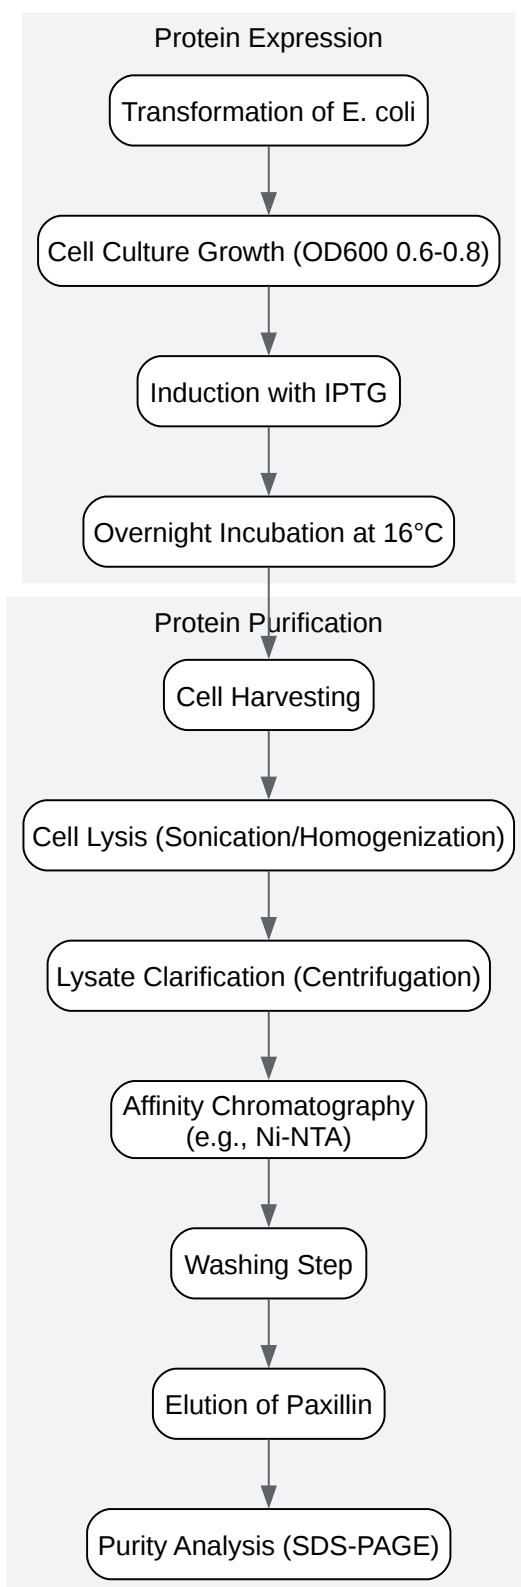 Protein Expression
Transformation of E. coli
Cell Culture Growth (OD600 0.6-0.8)
Induction with IPTG
Overnight Incubation at 16°C
Protein Purification
Cell Harvesting
Cell Lysis (Sonication/Homogenization)
Lysate Clarification (Centrifugation)
Affinity Chromatography
(e.g., Ni-NTA)
Washing Step
Elution of Paxillin
Purity Analysis (SDS-PAGE)